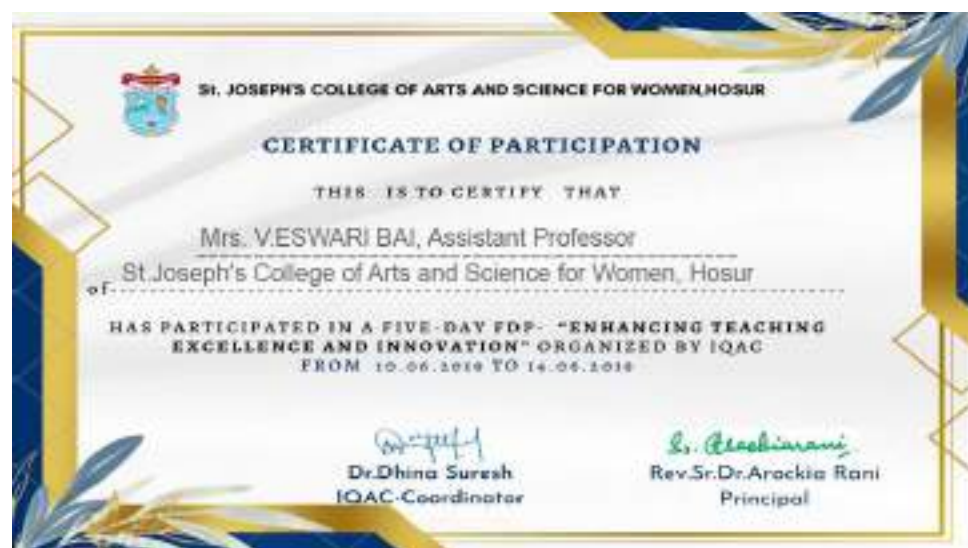 St. JOSEPH'S COLLEGE OF ARTS AND SCIENCE FOR WOMEN,HOSUR
CERTIFICATE OF PARTICIPATION
THIS IS TO CERTIFY THAT
Mrs. V.ESWARI BAI, Assistant Professor
of St.Joseph's College of Arts and Science for Women, Hosur
HAS PARTICIPATED IN A FIVE-DAY FDP- "ENHANCING TEACHING
EXCELLENCE AND INNOVATION" ORGANIZED BY IQAC
FROM TO
Dr.Dhina Suresh
IQAC-Coordinator
Rev.Sr.Dr.Arockia Rani
Principal